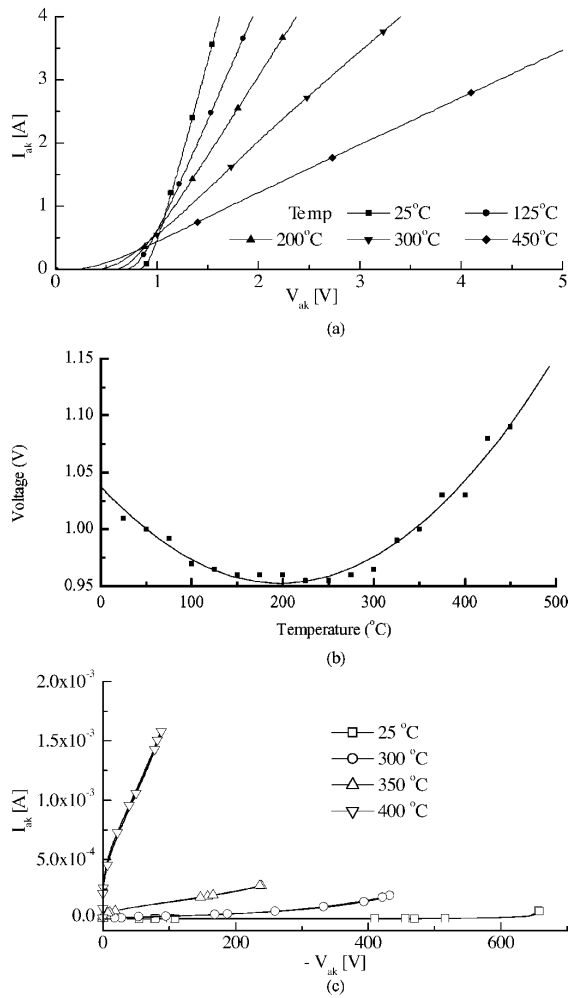 4
3
2
1
0
I_ak [A]
Temp 25°C 125°C
200°C 300°C 450°C
0 1 2 3 4 5
V_ak [V]
(a)
1.15
1.10
1.05
1.00
0.95
Voltage (V)
0 100 200 300 400 500
Temperature (°C)
(b)
2.0x10⁻³
1.5x10⁻³
1.0x10⁻³
5.0x10⁻⁴
0.0
I_ak [A]
25 °C
300 °C
350 °C
400 °C
0 200 400 600
- V_ak [V]
(c)